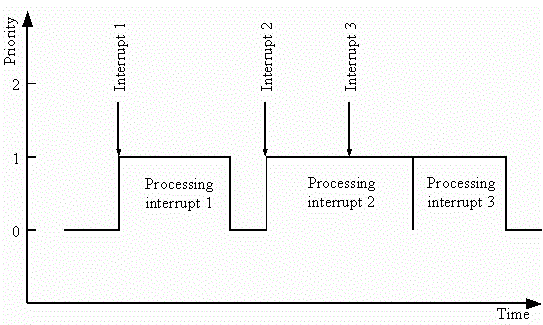 Priority
Interrupt 1
Interrupt 2
Interrupt 3
2
1
Processing
interrupt 1
Processing
interrupt 2
Processing
interrupt 3
0
Time